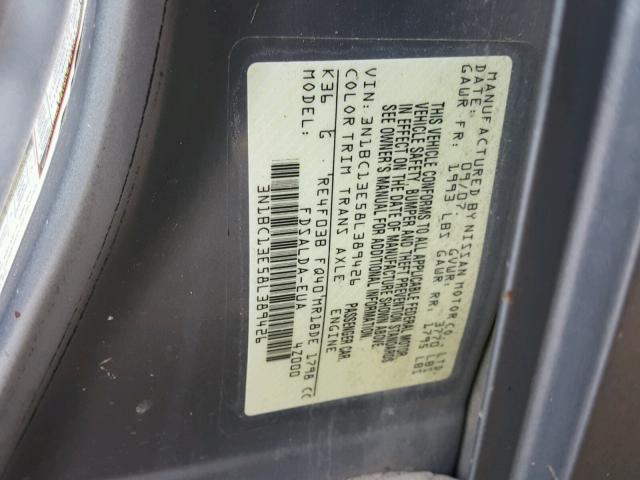 MANUFACTURED BY NISSAN MOTOR CO., LTD.
DATE: 09/07. GVWR: 3770 LBS
GAWR FR: 1993 LBS GAWR RR: 1795 LBS
THIS VEHICLE CONFORMS TO ALL APPLICABLE FEDERAL MOTOR
VEHICLE SAFETY, BUMPER AND THEFT PREVENTION STANDARDS
IN EFFECT ON THE DATE OF MANUFACTURE SHOWN ABOVE.
SEE OWNER'S MANUAL FOR ADDITIONAL INFORMATION.
VIN: 3N1BC13E58L389426 PASSENGER CAR
COLOR TRIM TRANS AXLE ENGINE
K36 G RE4F03B FQ40 MR18DE 1798 CC
MODEL: FDSALDA-EUA 4Z000
3N1BC13E58L389426